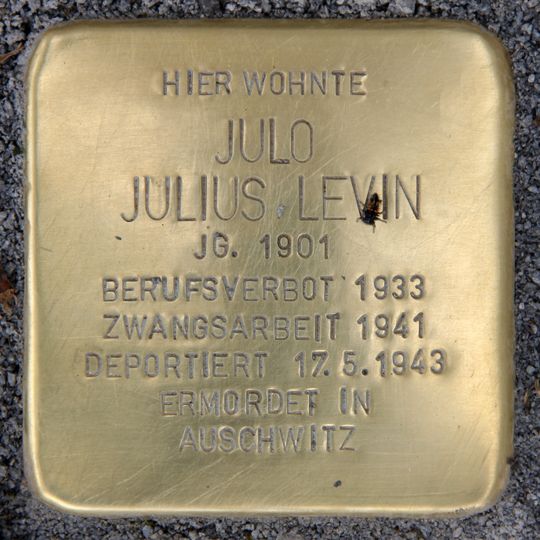 HIER WOHNTE
JULO
JULIUS LEVIN
JG. 1901
BERUFSVERBOT 1933
ZWANGSARBEIT 1941
DEPORTIERT 17.5.1943
ERMORDET IN
AUSCHWITZ